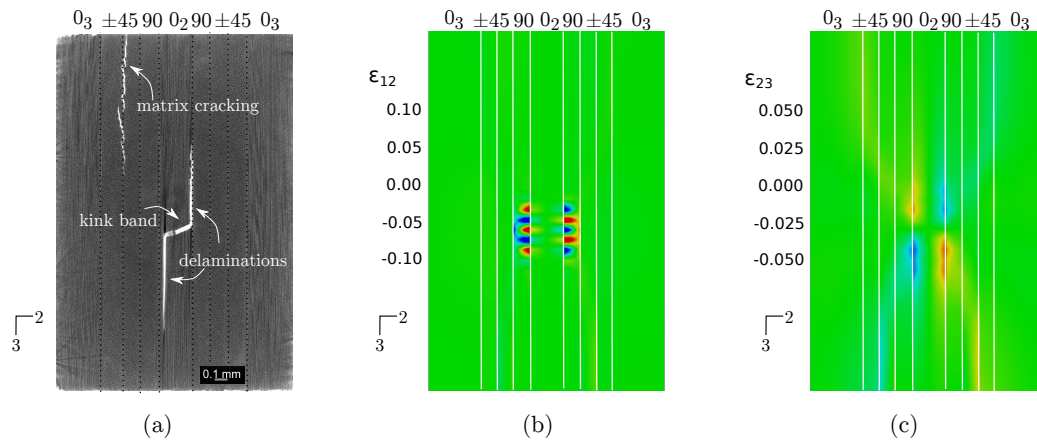 0₃ ±45 90 0₂ 90 ±45 0₃
matrix cracking
kink band
delaminations
2
3
0.1 mm
(a)
0₃ ±45 90 0₂ 90 ±45 0₃
ε₁₂
0.10
0.05
0.00
-0.05
-0.10
2
3
(b)
0₃ ±45 90 0₂ 90 ±45 0₃
ε₂₃
0.050
0.025
0.000
-0.025
-0.050
2
3
(c)